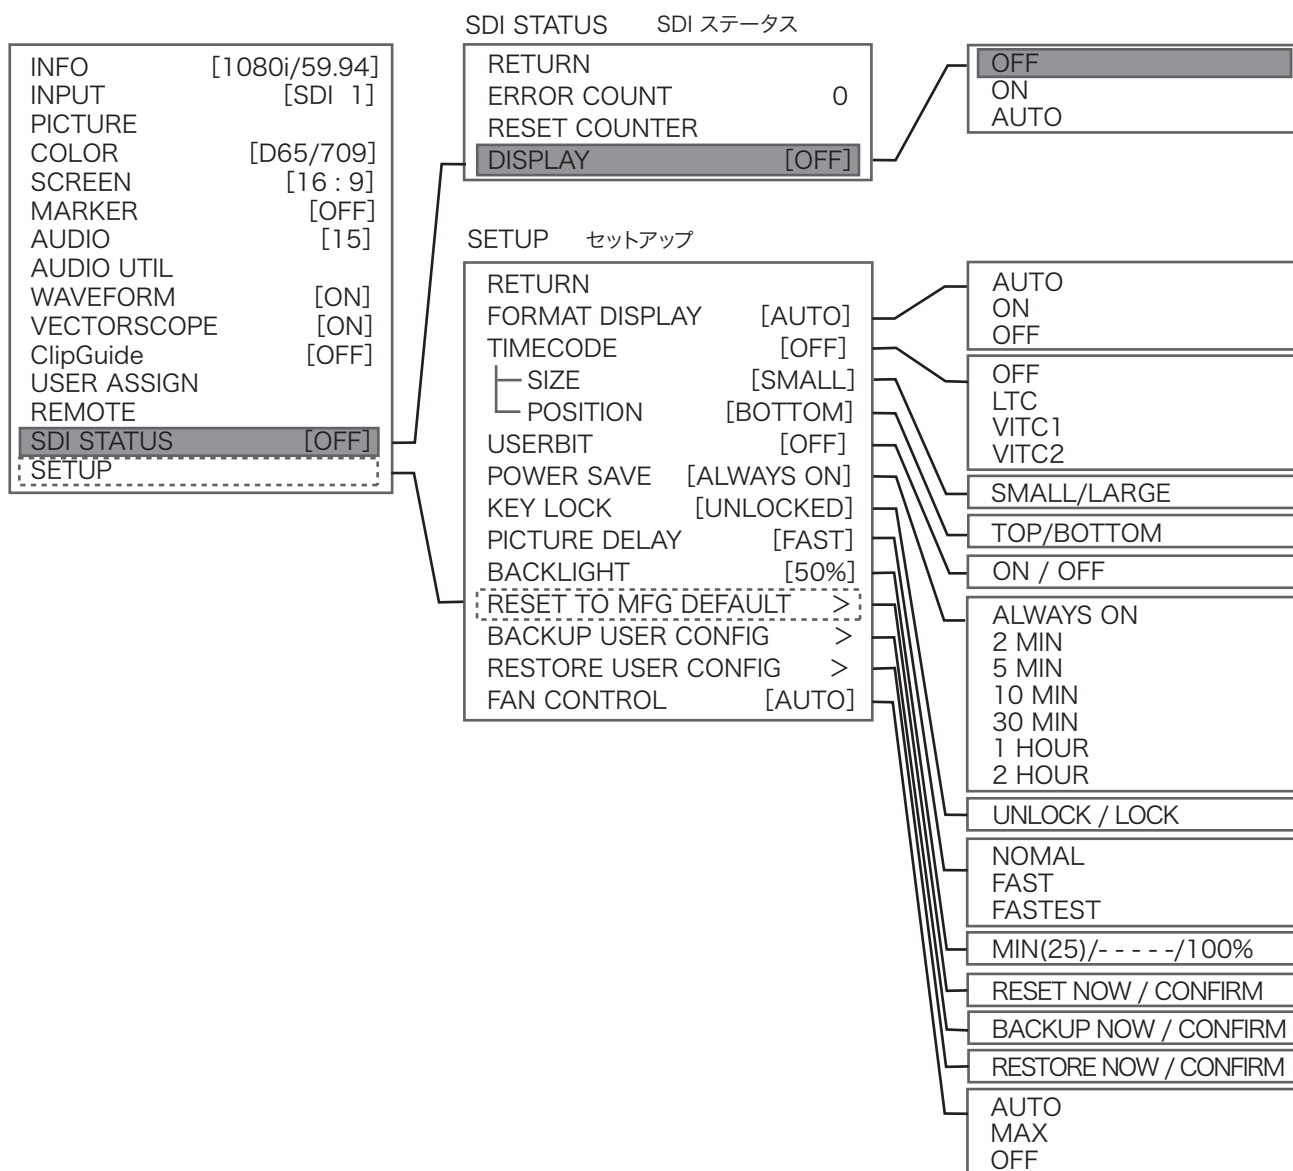 INFO [1080i/59.94]
INPUT [SDI 1]
PICTURE
COLOR [D65/709]
SCREEN [16 : 9]
MARKER [OFF]
AUDIO [15]
AUDIO UTIL
WAVEFORM [ON]
VECTORSCOPE [ON]
ClipGuide [OFF]
USER ASSIGN
REMOTE
SDI STATUS [OFF]
SETUP
SDI STATUS SDI ステータス
RETURN
ERROR COUNT 0
RESET COUNTER
DISPLAY [OFF]
OFF
ON
AUTO
SETUP セットアップ
RETURN
FORMAT DISPLAY [AUTO]
TIMECODE [OFF]
SIZE [SMALL]
POSITION [BOTTOM]
USERBIT [OFF]
POWER SAVE [ALWAYS ON]
KEY LOCK [UNLOCKED]
PICTURE DELAY [FAST]
BACKLIGHT [50%]
RESET TO MFG DEFAULT >
BACKUP USER CONFIG >
RESTORE USER CONFIG >
FAN CONTROL [AUTO]
AUTO
ON
OFF
OFF
LTC
VITC1
VITC2
SMALL/LARGE
TOP/BOTTOM
ON / OFF
ALWAYS ON
2 MIN
5 MIN
10 MIN
30 MIN
1 HOUR
2 HOUR
UNLOCK / LOCK
NOMAL
FAST
FASTEST
MIN(25)/- - - - -/100%
RESET NOW / CONFIRM
BACKUP NOW / CONFIRM
RESTORE NOW / CONFIRM
AUTO
MAX
OFF